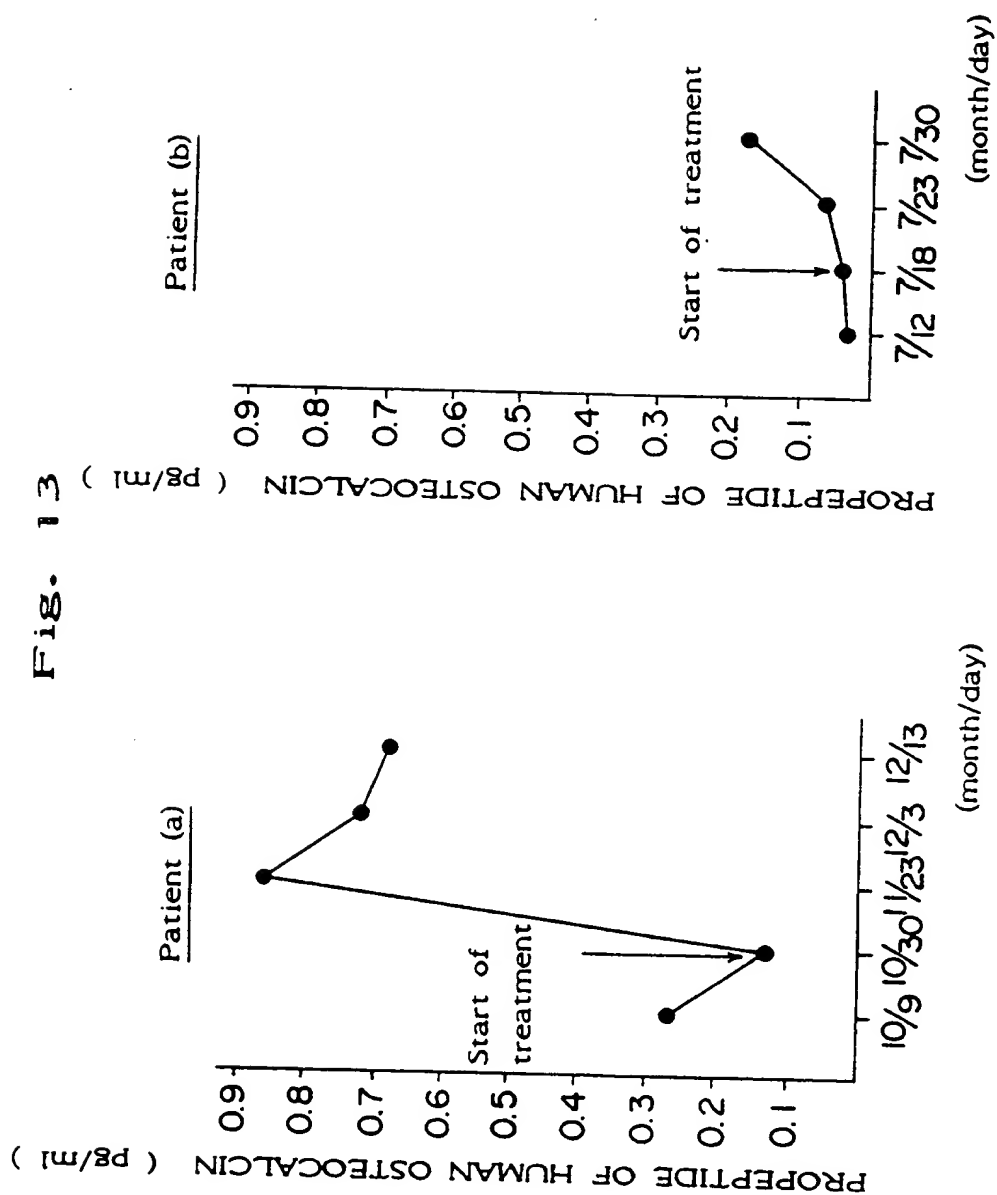 Fig. 13
Patient (a)
PROPEPTIDE OF HUMAN OSTEOCALCIN ( pg/ml )
0.9
0.8
0.7
0.6
0.5
0.4
0.3
0.2
0.1
Start of
treatment
10/9 10/30 11/23 12/3 12/13
(month/day)
Patient (b)
PROPEPTIDE OF HUMAN OSTEOCALCIN ( pg/ml )
0.9
0.8
0.7
0.6
0.5
0.4
0.3
0.2
0.1
Start of treatment
7/12 7/18 7/23 7/30
(month/day)